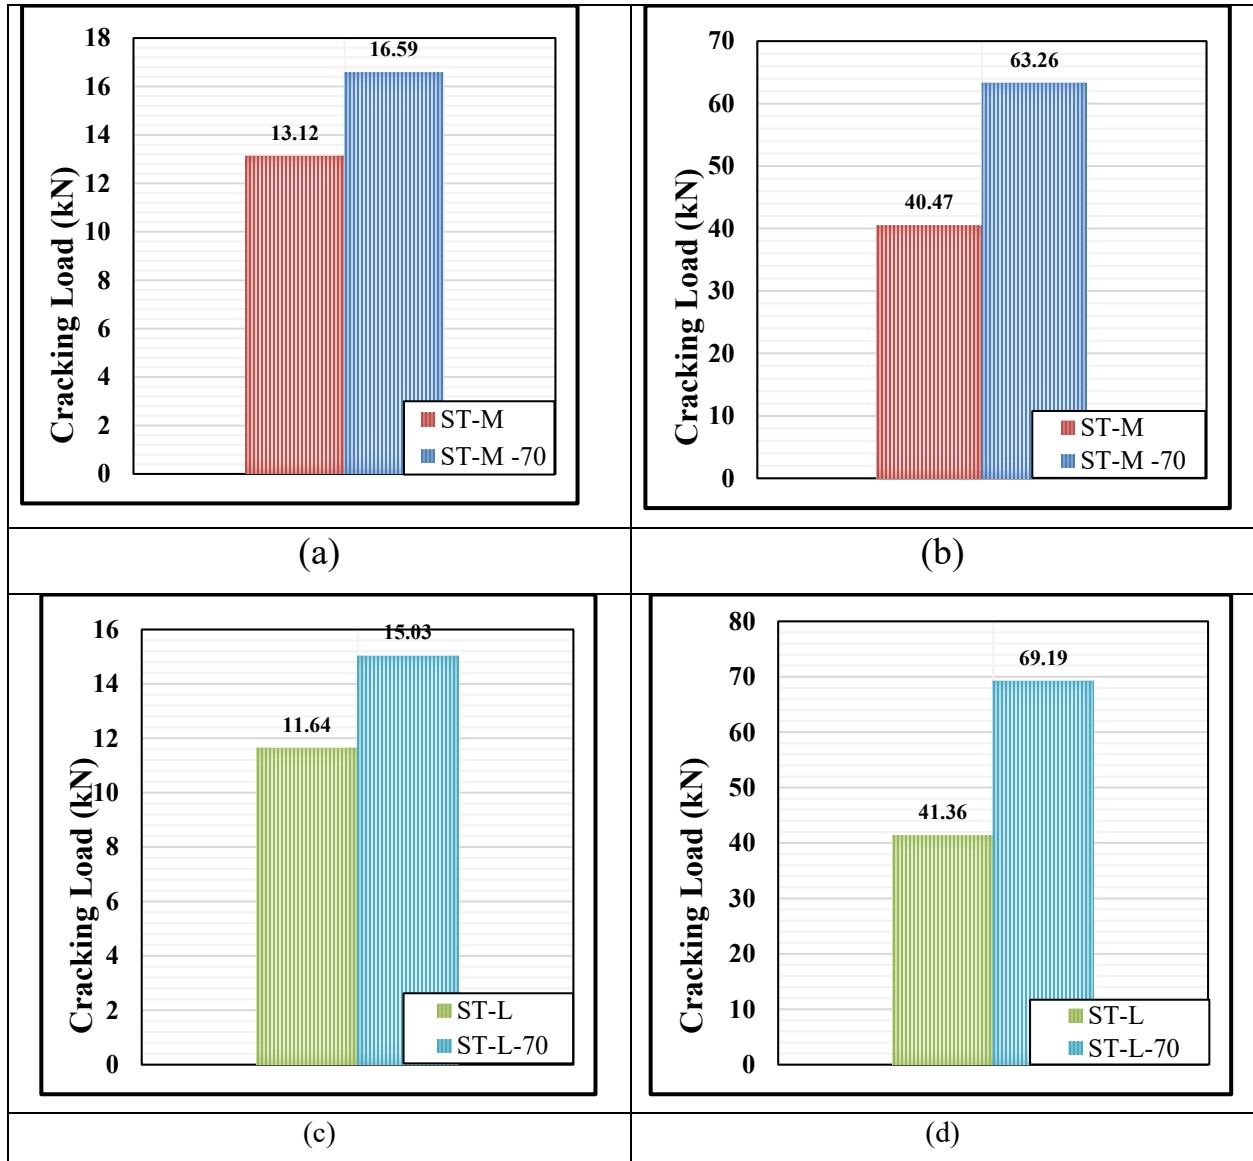 Cracking Load (kN)
18
16
14
12
10
8
6
4
2
0
13.12
16.59
ST-M
ST-M -70
(a)
Cracking Load (kN)
70
60
50
40
30
20
10
0
40.47
63.26
ST-M
ST-M -70
(b)
Cracking Load (kN)
16
14
12
10
8
6
4
2
0
11.64
15.03
ST-L
ST-L-70
(c)
Cracking Load (kN)
80
70
60
50
40
30
20
10
0
41.36
69.19
ST-L
ST-L-70
(d)